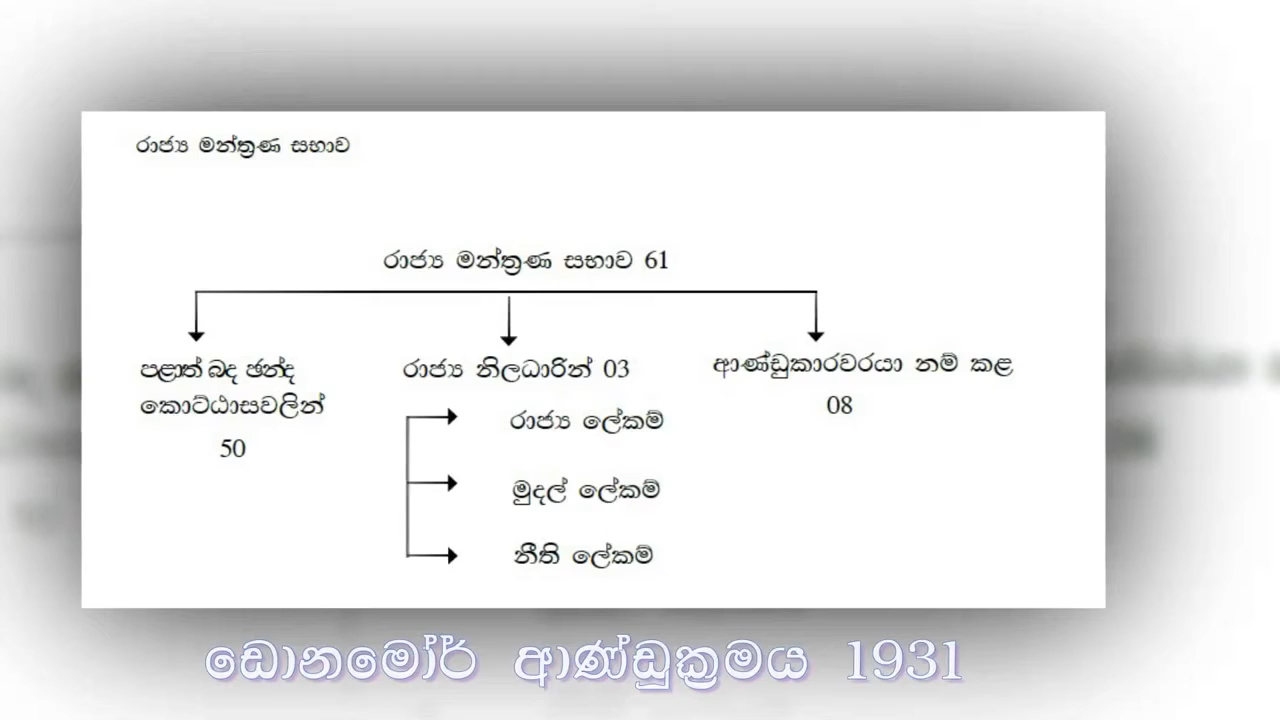 රාජ්‍ය මන්ත්‍රණ සභාව
රාජ්‍ය මන්ත්‍රණ සභාව 61
පළාත් බද ඡන්ද
කොට්ඨාසවලින්
50
රාජ්‍ය නිලධාරින් 03
රාජ්‍ය ලේකම්
මුදල් ලේකම්
නීති ලේකම්
ආණ්ඩුකාරවරයා නම් කළ
08
ඩොනමෝර් ආණ්ඩුක්‍රමය 1931